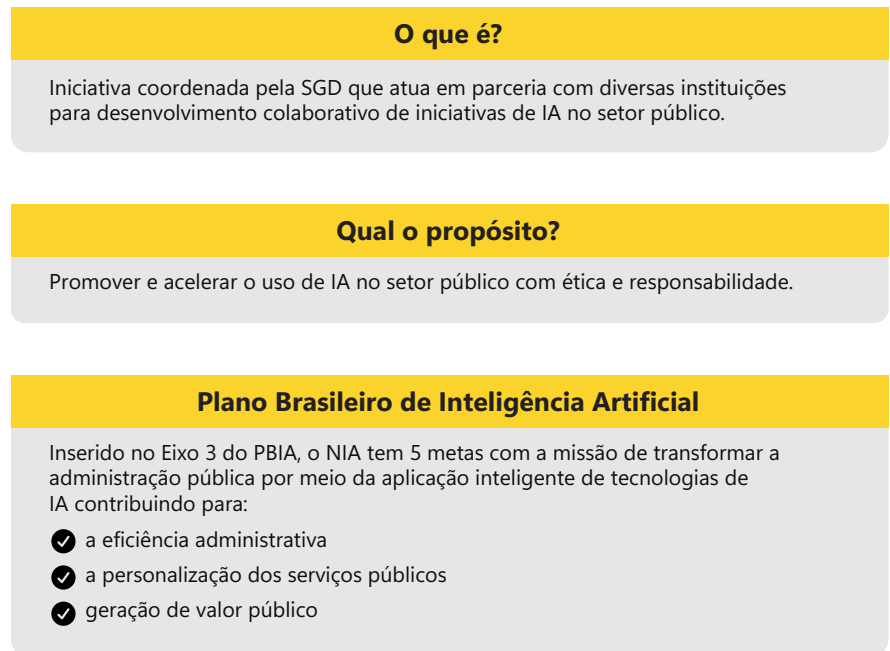 O que é?
Iniciativa coordenada pela SGD que atua em parceria com diversas instituições
para desenvolvimento colaborativo de iniciativas de IA no setor público.
Qual o propósito?
Promover e acelerar o uso de IA no setor público com ética e responsabilidade.
Plano Brasileiro de Inteligência Artificial
Inserido no Eixo 3 do PBIA, o NIA tem 5 metas com a missão de transformar a
administração pública por meio da aplicação inteligente de tecnologias de
IA contribuindo para:
a eficiência administrativa
a personalização dos serviços públicos
geração de valor público